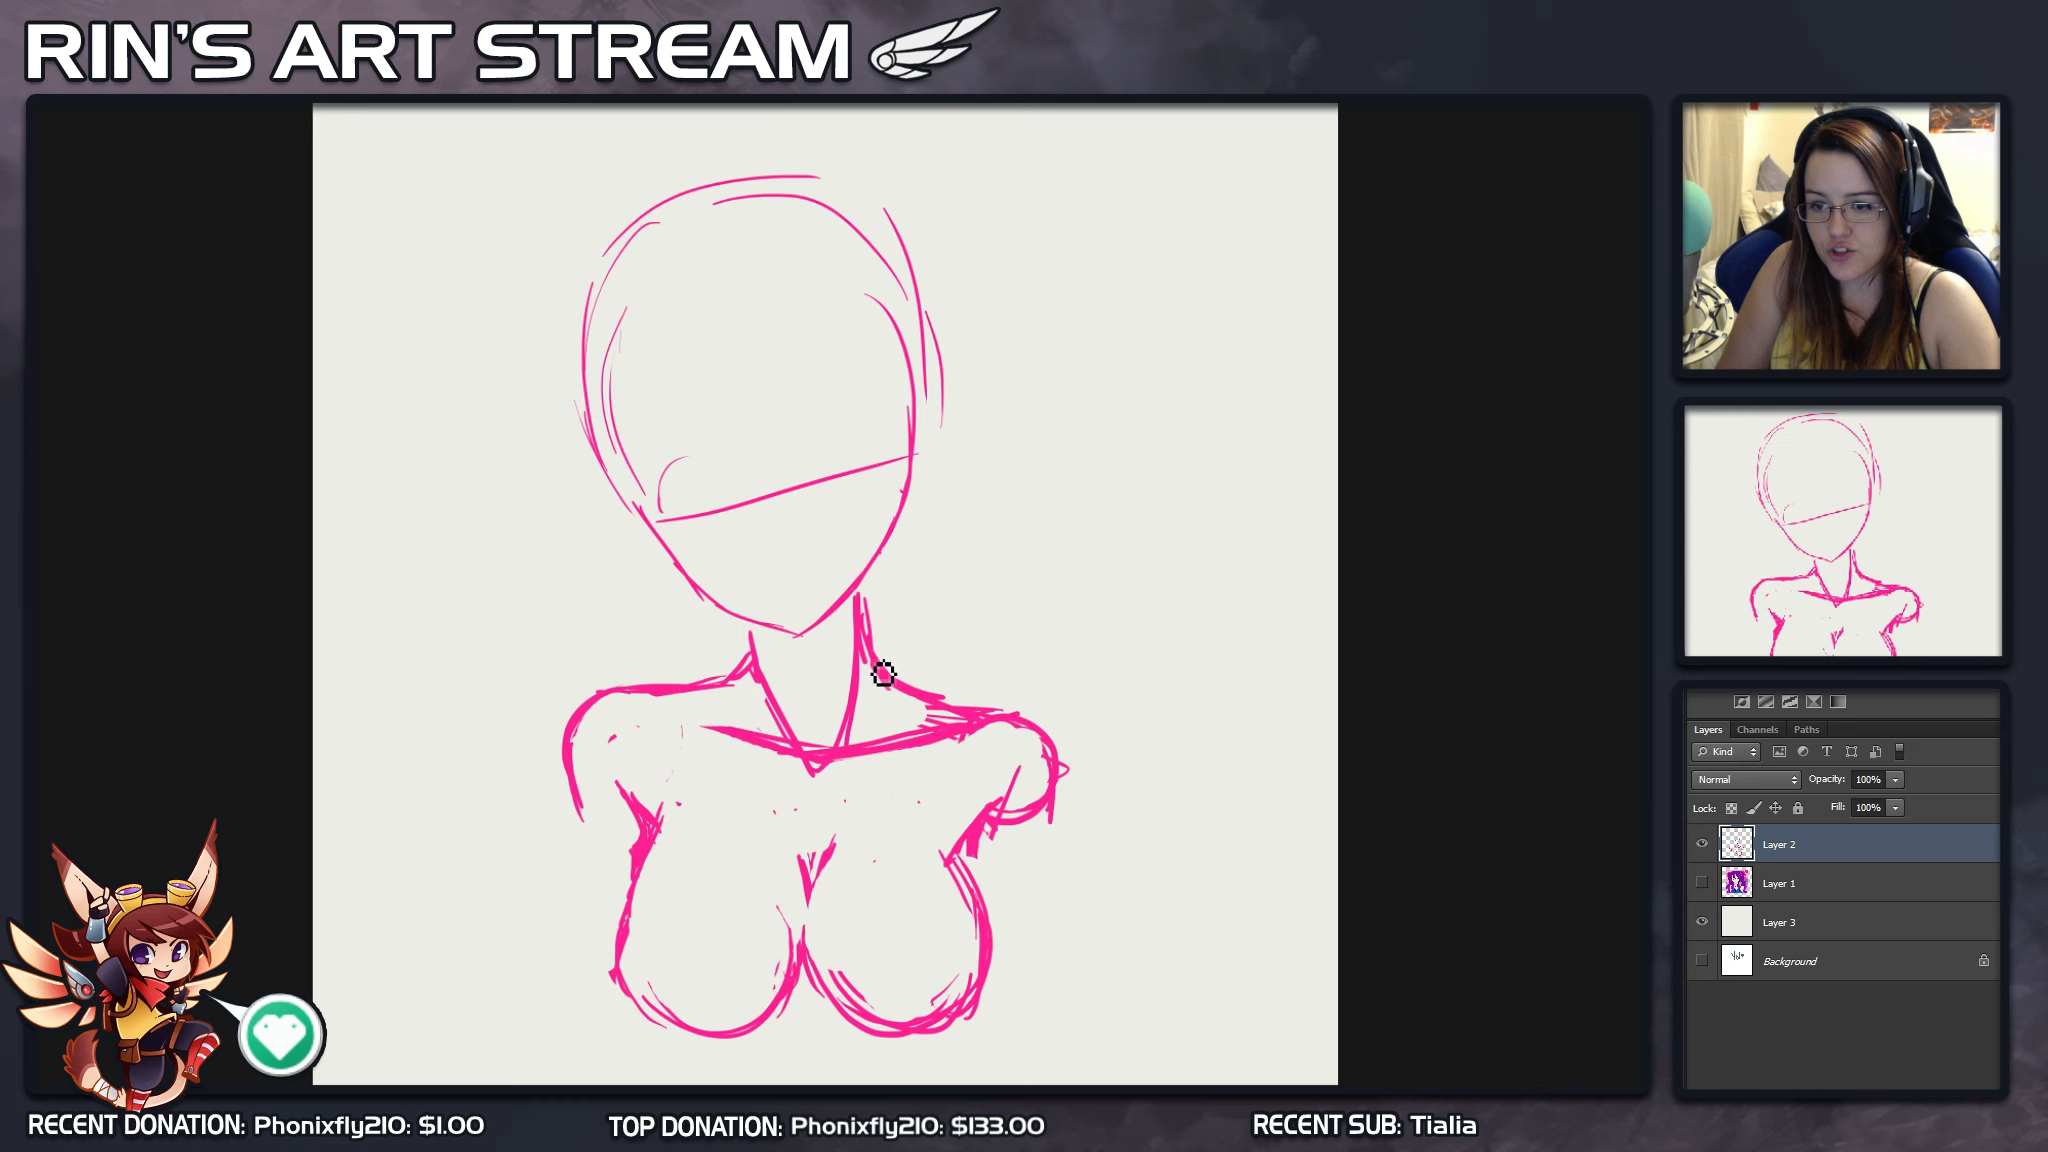 RIN'S ART STREAM
Layers Channels Paths
Kind
Normal Opacity: 100%
Lock: Fill: 100%
Layer 2
Layer 1
Layer 3
Background
RECENT DONATION: Phonixfly210: $1.00 TOP DONATION: Phonixfly210: $133.00 RECENT SUB: Tialia